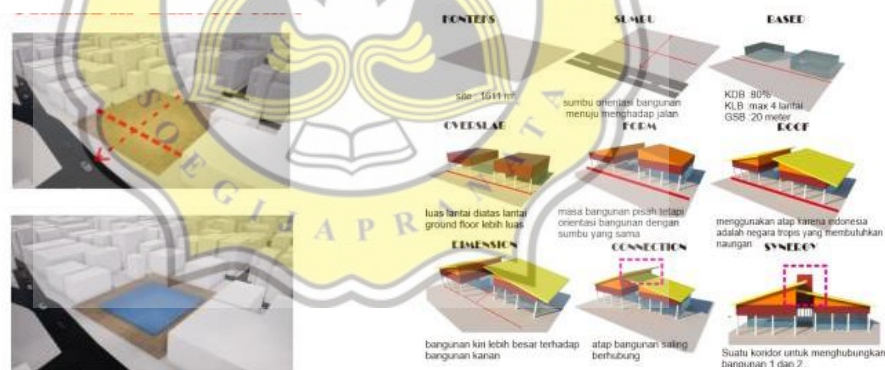 KONTEKS
SUMBU
BASED
site : 1611 m²
sumbu orientasi bangunan
menuju menghadap jalan
KDB :80%
KLB :max 4 lantai
GSB :20 meter
OVERSLAB
FORM
ROOF
luas lantai diatas lantai
ground floor lebih luas
masa bangunan pisah tetapi
orientasi bangunan dengan
sumbu yang sama
menggunakan atap karena indonesia
adalah negara tropis yang membutuhkan
naungan
DIMENSION
CONNECTION
SYNERGY
bangunan kiri lebih besar terhadap
bangunan kanan
atap bangunan saling
berhubung
Suatu koridor untuk menghubungkan
bangunan 1 dan 2
SOEGIJAPRANATA